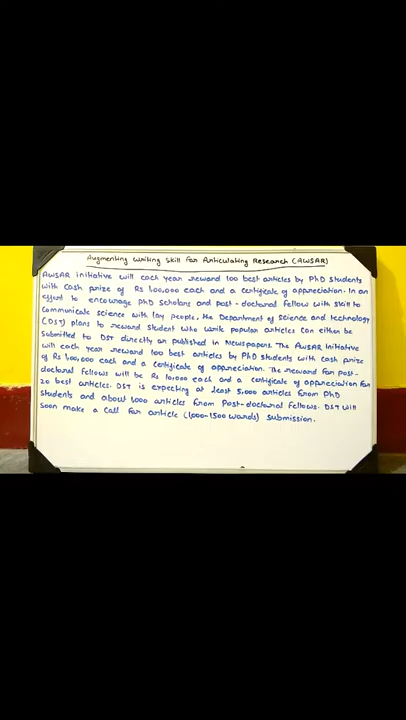 Augmenting Writing Skill for Articulating Research (AWSAR)
AWSAR initiative will each year reward 100 best articles by PhD students
with cash prize of Rs 1,00,000 each and a certificate of appreciation. In an
effort to encourage PhD Scholars and post-doctoral fellow with skill to
communicate science with lay people, the Department of science and technology
(DST) plans to reward student who write popular articles can either be
submitted to DST directly or published in Newspapers. The AWSAR Initiative
will each year reward 100 best articles by PhD students with cash prize
of Rs 1,00,000 each and a certificate of appreciation. The reward for post-
doctoral fellows will be Rs 10,000 each and a certificate of appreciation for
20 best articles. DST is expecting at least 5,000 articles from PhD
students and about 1,000 articles from Post-doctoral fellows. DST will
soon make a call for article (1,000-1500 words) submission.